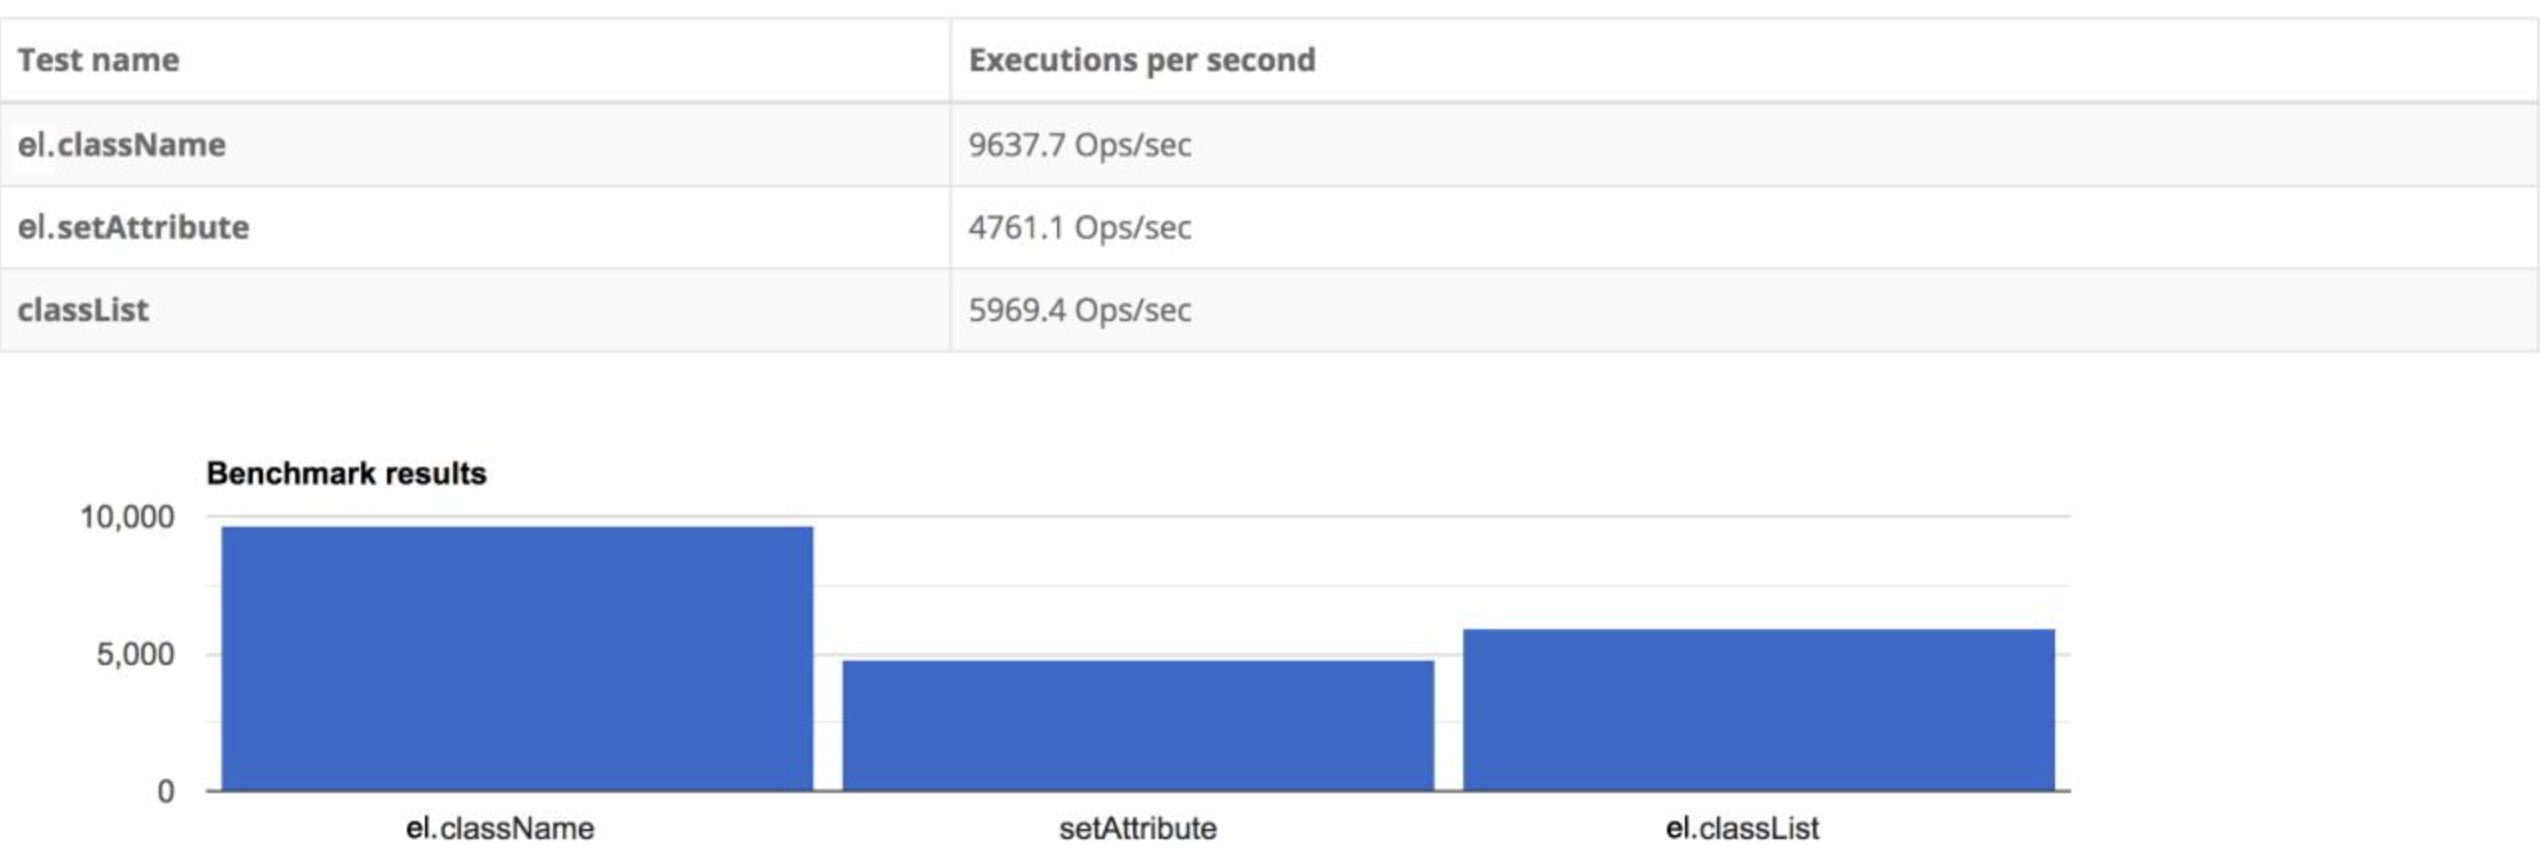 Test name Executions per second
el.className 9637.7 Ops/sec
el.setAttribute 4761.1 Ops/sec
classList 5969.4 Ops/sec
Benchmark results
10,000
5,000
0
el.className setAttribute el.classList